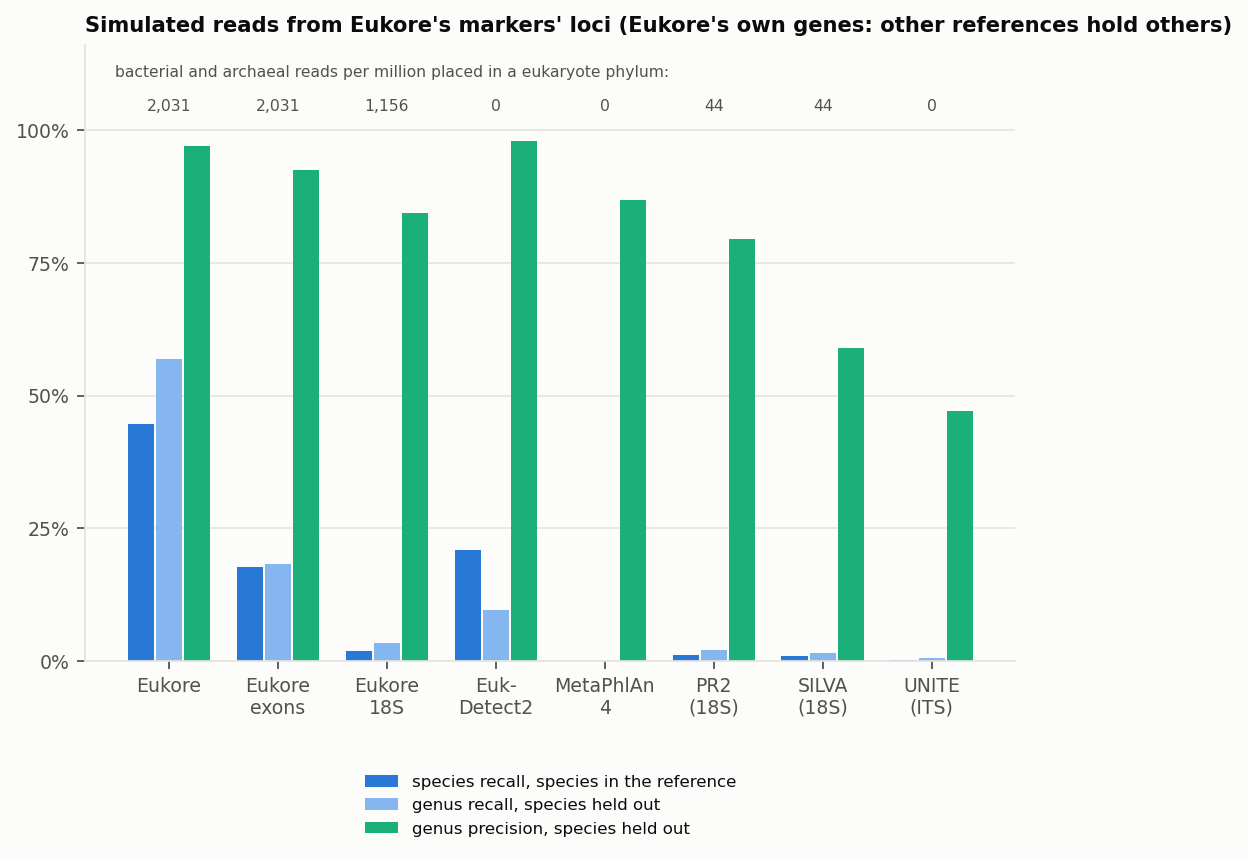 Simulated reads from Eukore's markers' loci (Eukore's own genes: other references hold others)
bacterial and archaeal reads per million placed in a eukaryote phylum:
2,031 2,031 1,156 0 0 44 44 0
100%
75%
50%
25%
0%
Eukore Eukore Eukore Euk- MetaPhlAn PR2 SILVA UNITE
exons 18S Detect2 4 (18S) (18S) (ITS)
species recall, species in the reference
genus recall, species held out
genus precision, species held out